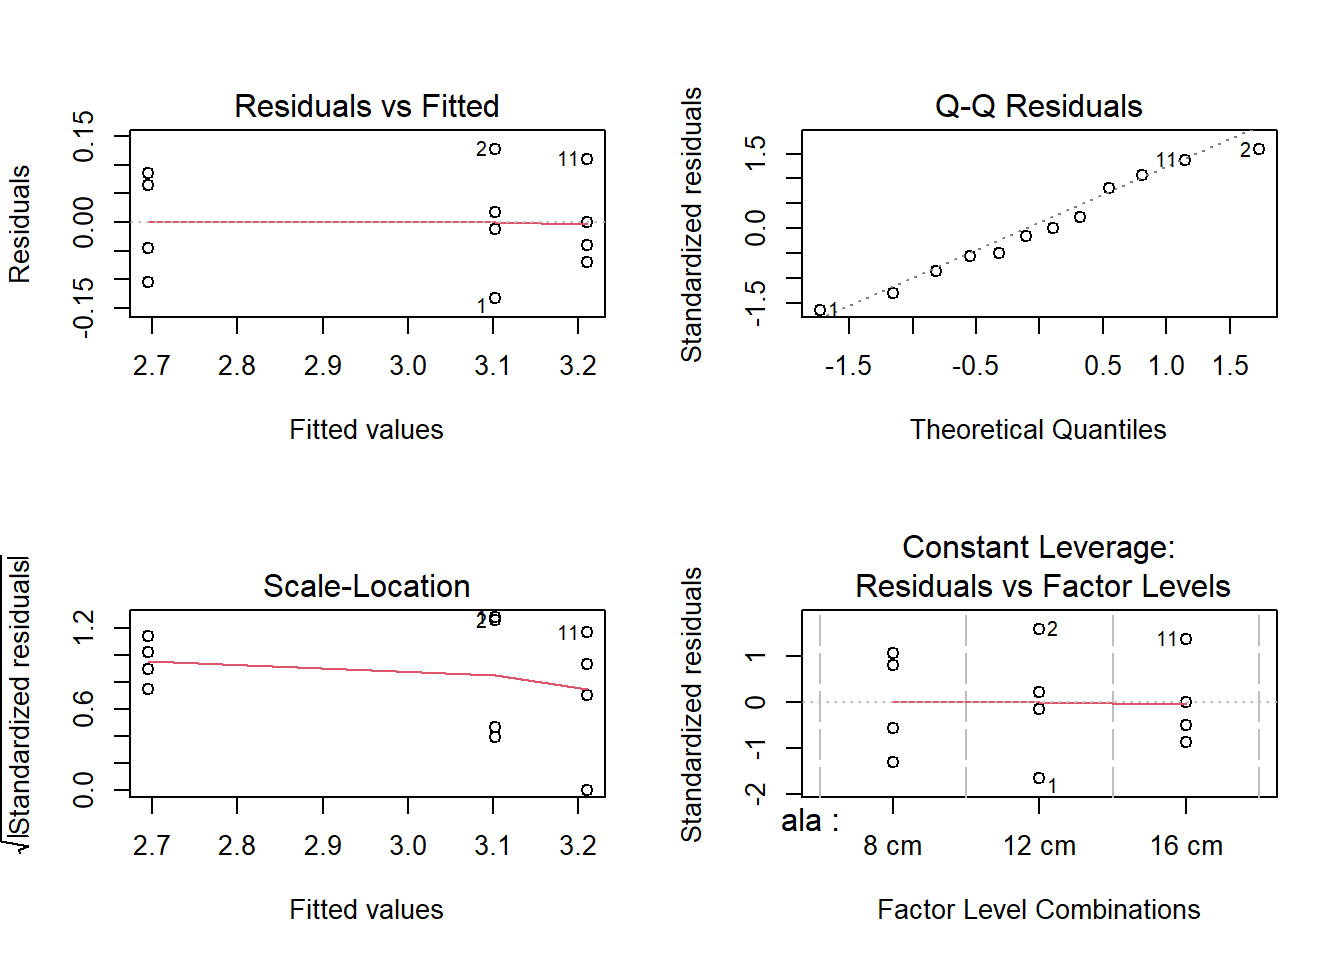 Residuals vs Fitted
Residuals
0.15
0.00
-0.15
2
11
1
2.7 2.8 2.9 3.0 3.1 3.2
Fitted values
Q-Q Residuals
Standardized residuals
1.5
0.0
-1.5
11
2
1
-1.5 -0.5 0.5 1.0 1.5
Theoretical Quantiles
Scale-Location
√|Standardized residuals|
1.2
0.6
0.0
2
11
2.7 2.8 2.9 3.0 3.1 3.2
Fitted values
Constant Leverage:
Residuals vs Factor Levels
Standardized residuals
1
0
-1
-2
2
11
1
ala :
8 cm 12 cm 16 cm
Factor Level Combinations